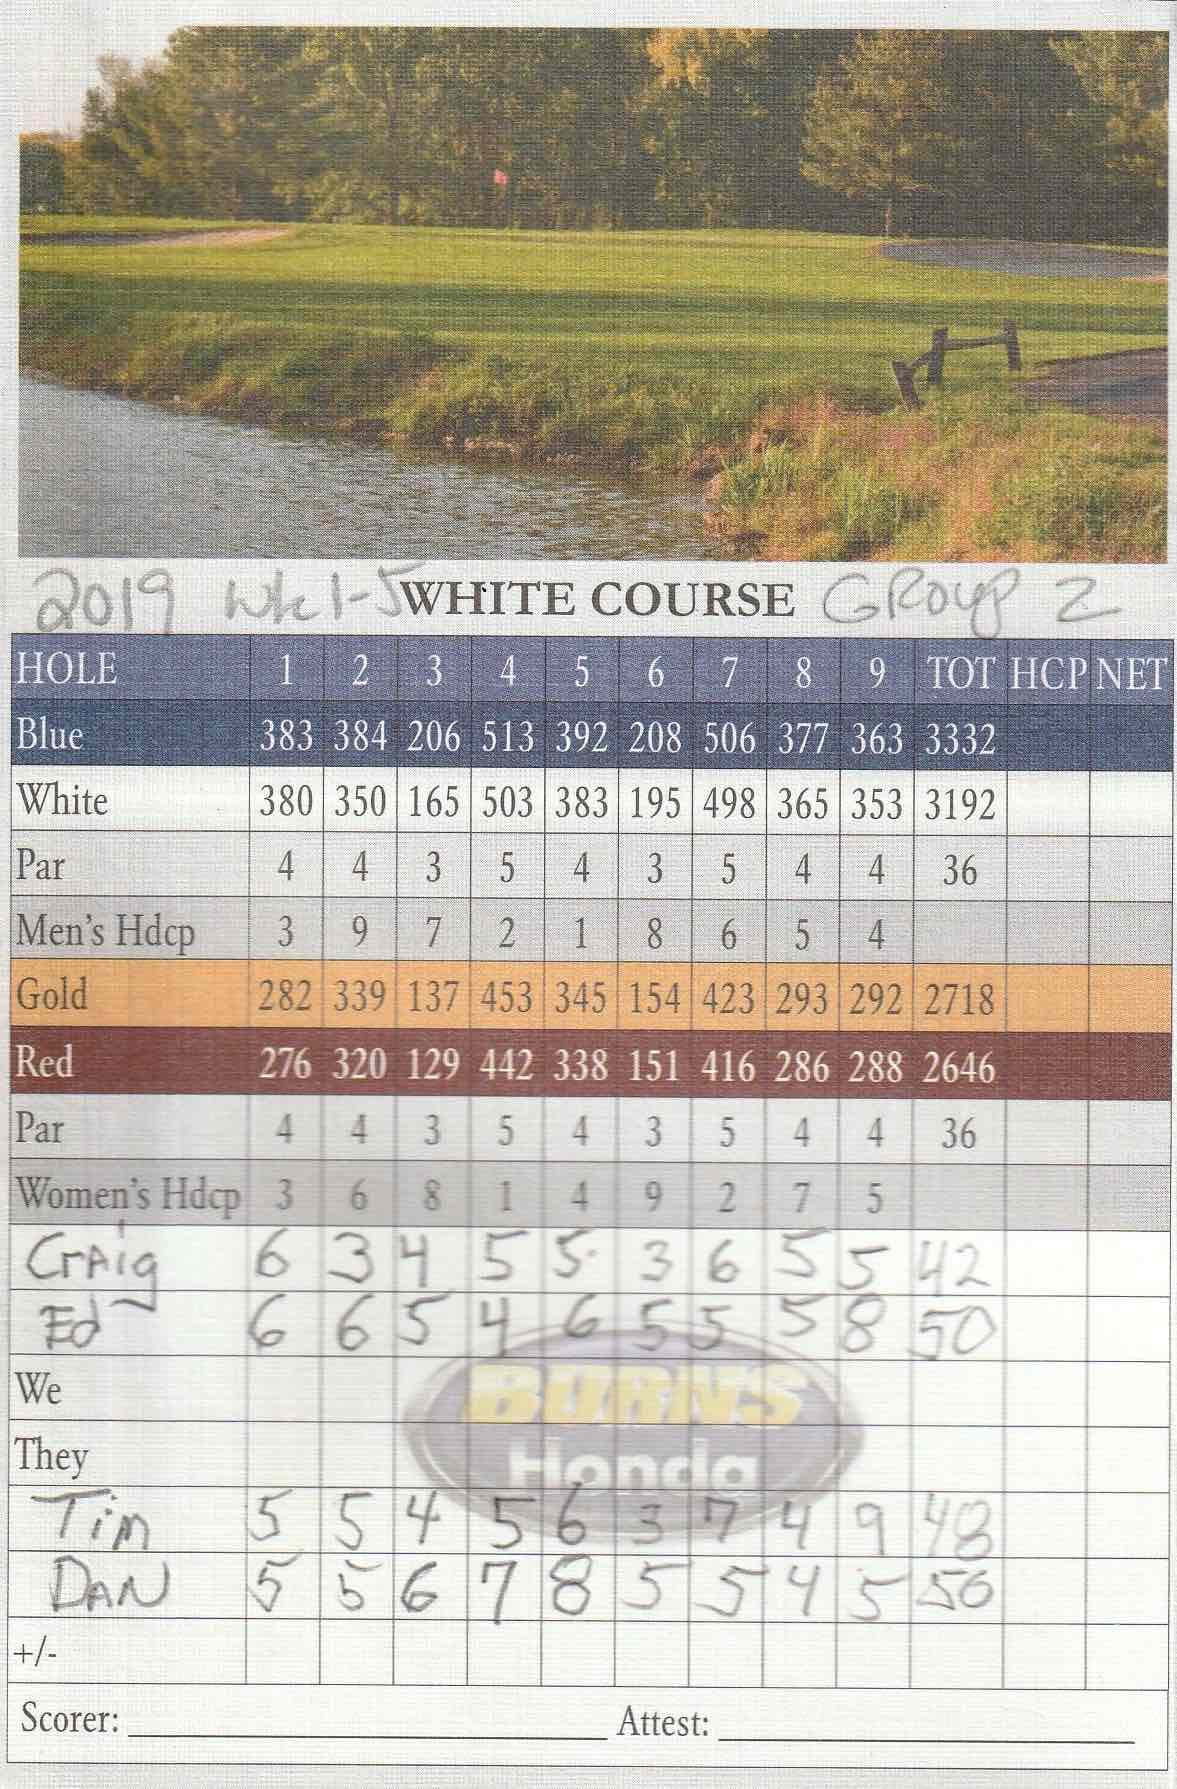 2019 wk 1-5 WHITE COURSE GROUP 2
HOLE 1 2 3 4 5 6 7 8 9 TOT HCP NET
Blue 383 384 206 513 392 208 506 377 363 3332
White 380 350 165 503 383 195 498 365 353 3192
Par 4 4 3 5 4 3 5 4 4 36
Men's Hdcp 3 9 7 2 1 8 6 5 4
Gold 282 339 137 453 345 154 423 293 292 2718
Red 276 320 129 442 338 151 416 286 288 2646
Par 4 4 3 5 4 3 5 4 4 36
Women's Hdcp 3 6 8 1 4 9 2 7 5
Craig 6 3 4 5 5 3 6 5 5 42
Ed 6 6 5 4 6 5 5 5 8 50
BURNS
We
They
Honda
Tim 5 5 4 5 6 3 7 4 9 48
DAN 5 5 6 7 8 5 5 4 5 50
+/-
Scorer: Attest: